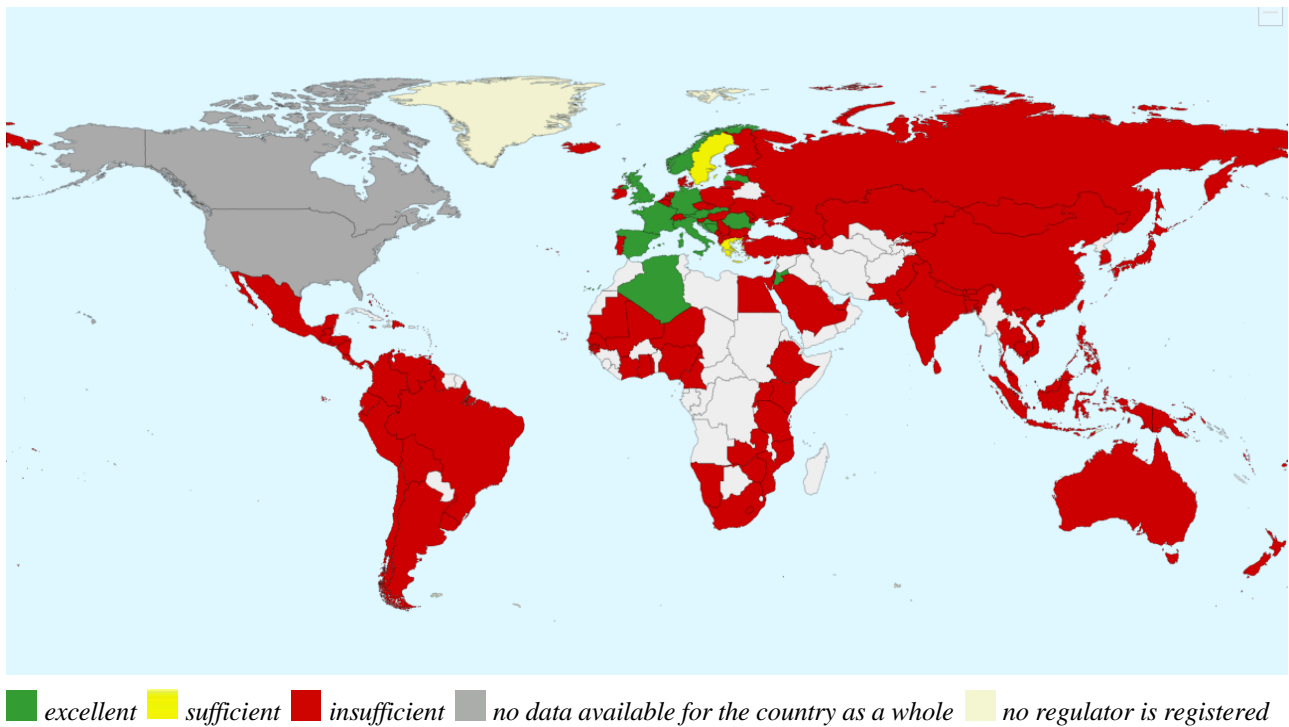 excellent sufficient insufficient no data available for the country as a whole no regulator is registered